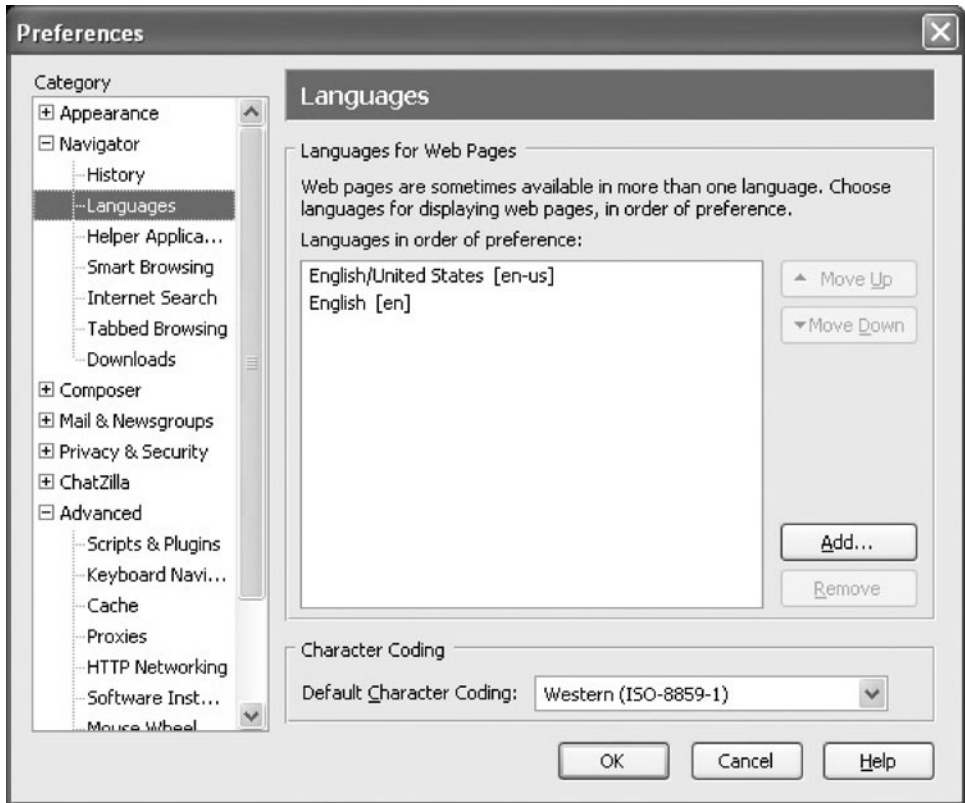 Preferences
Category
Appearance
Navigator
History
Languages
Helper Applica...
Smart Browsing
Internet Search
Tabbed Browsing
Downloads
Composer
Mail & Newsgroups
Privacy & Security
ChatZilla
Advanced
Scripts & Plugins
Keyboard Navi...
Cache
Proxies
HTTP Networking
Software Inst...
Mouse Wheel
Languages
Languages for Web Pages
Web pages are sometimes available in more than one language. Choose
languages for displaying web pages, in order of preference.
Languages in order of preference:
English/United States [en-us]
English [en]
Move Up
Move Down
Add...
Remove
Character Coding
Default Character Coding: Western (ISO-8859-1)
OK Cancel Help